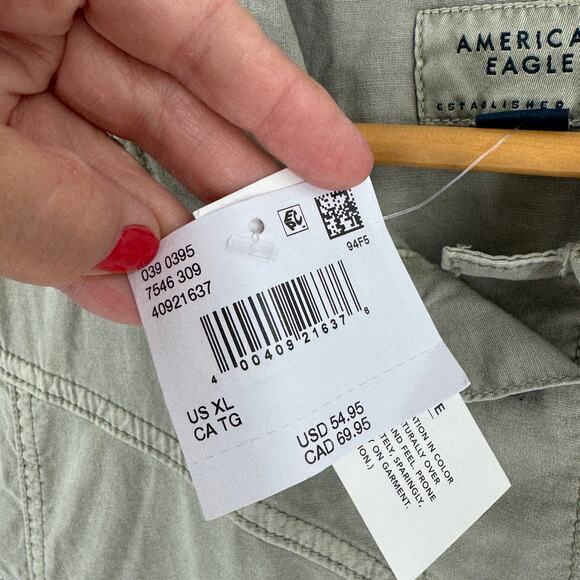 AMERICA
EAGLE
ESTABLISHED
94F5
039 0395
7546 309
40921637
4 00409 21637 6
US XL
CA TG
USD 54.95
CAD 69.95
E
ATION IN COLOR
TURALLY OVER
ND FEEL, PRONE
TELY, SPARINGLY,
ON GARMENT.
ION.)